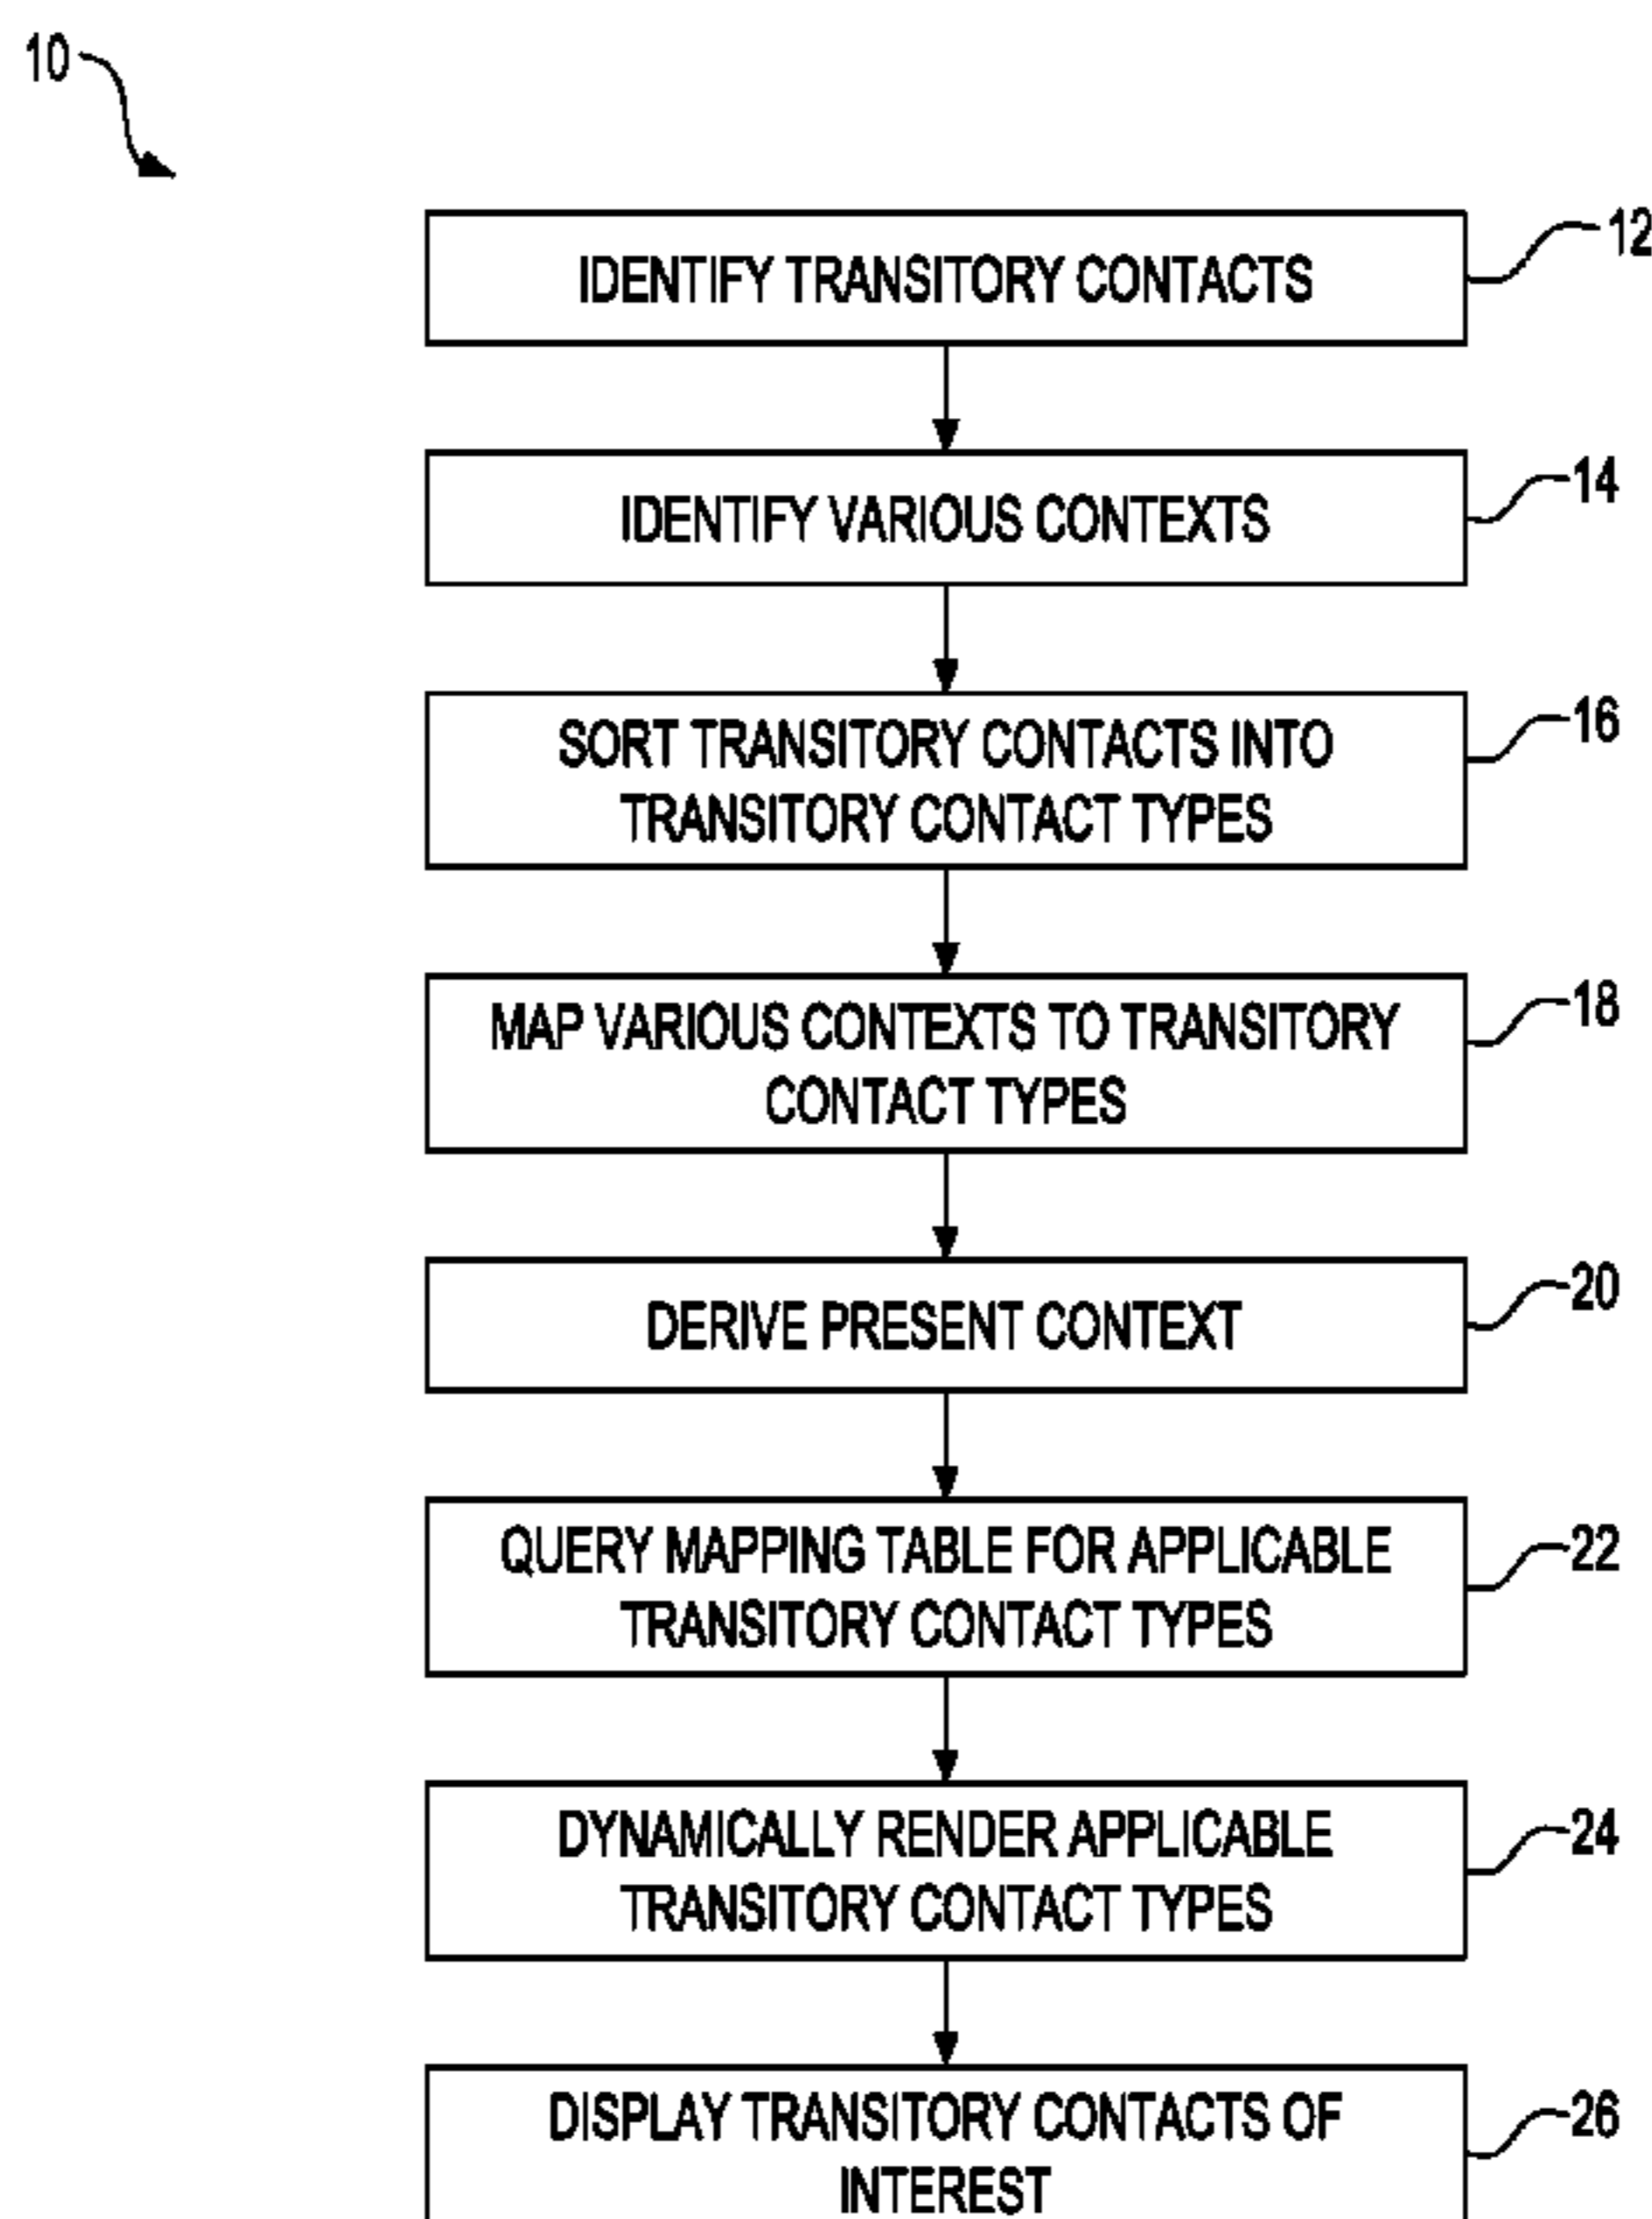 10
IDENTIFY TRANSITORY CONTACTS
12
IDENTIFY VARIOUS CONTEXTS
14
SORT TRANSITORY CONTACTS INTO
TRANSITORY CONTACT TYPES
16
MAP VARIOUS CONTEXTS TO TRANSITORY
CONTACT TYPES
18
DERIVE PRESENT CONTEXT
20
QUERY MAPPING TABLE FOR APPLICABLE
TRANSITORY CONTACT TYPES
22
DYNAMICALLY RENDER APPLICABLE
TRANSITORY CONTACT TYPES
24
DISPLAY TRANSITORY CONTACTS OF
INTEREST
26